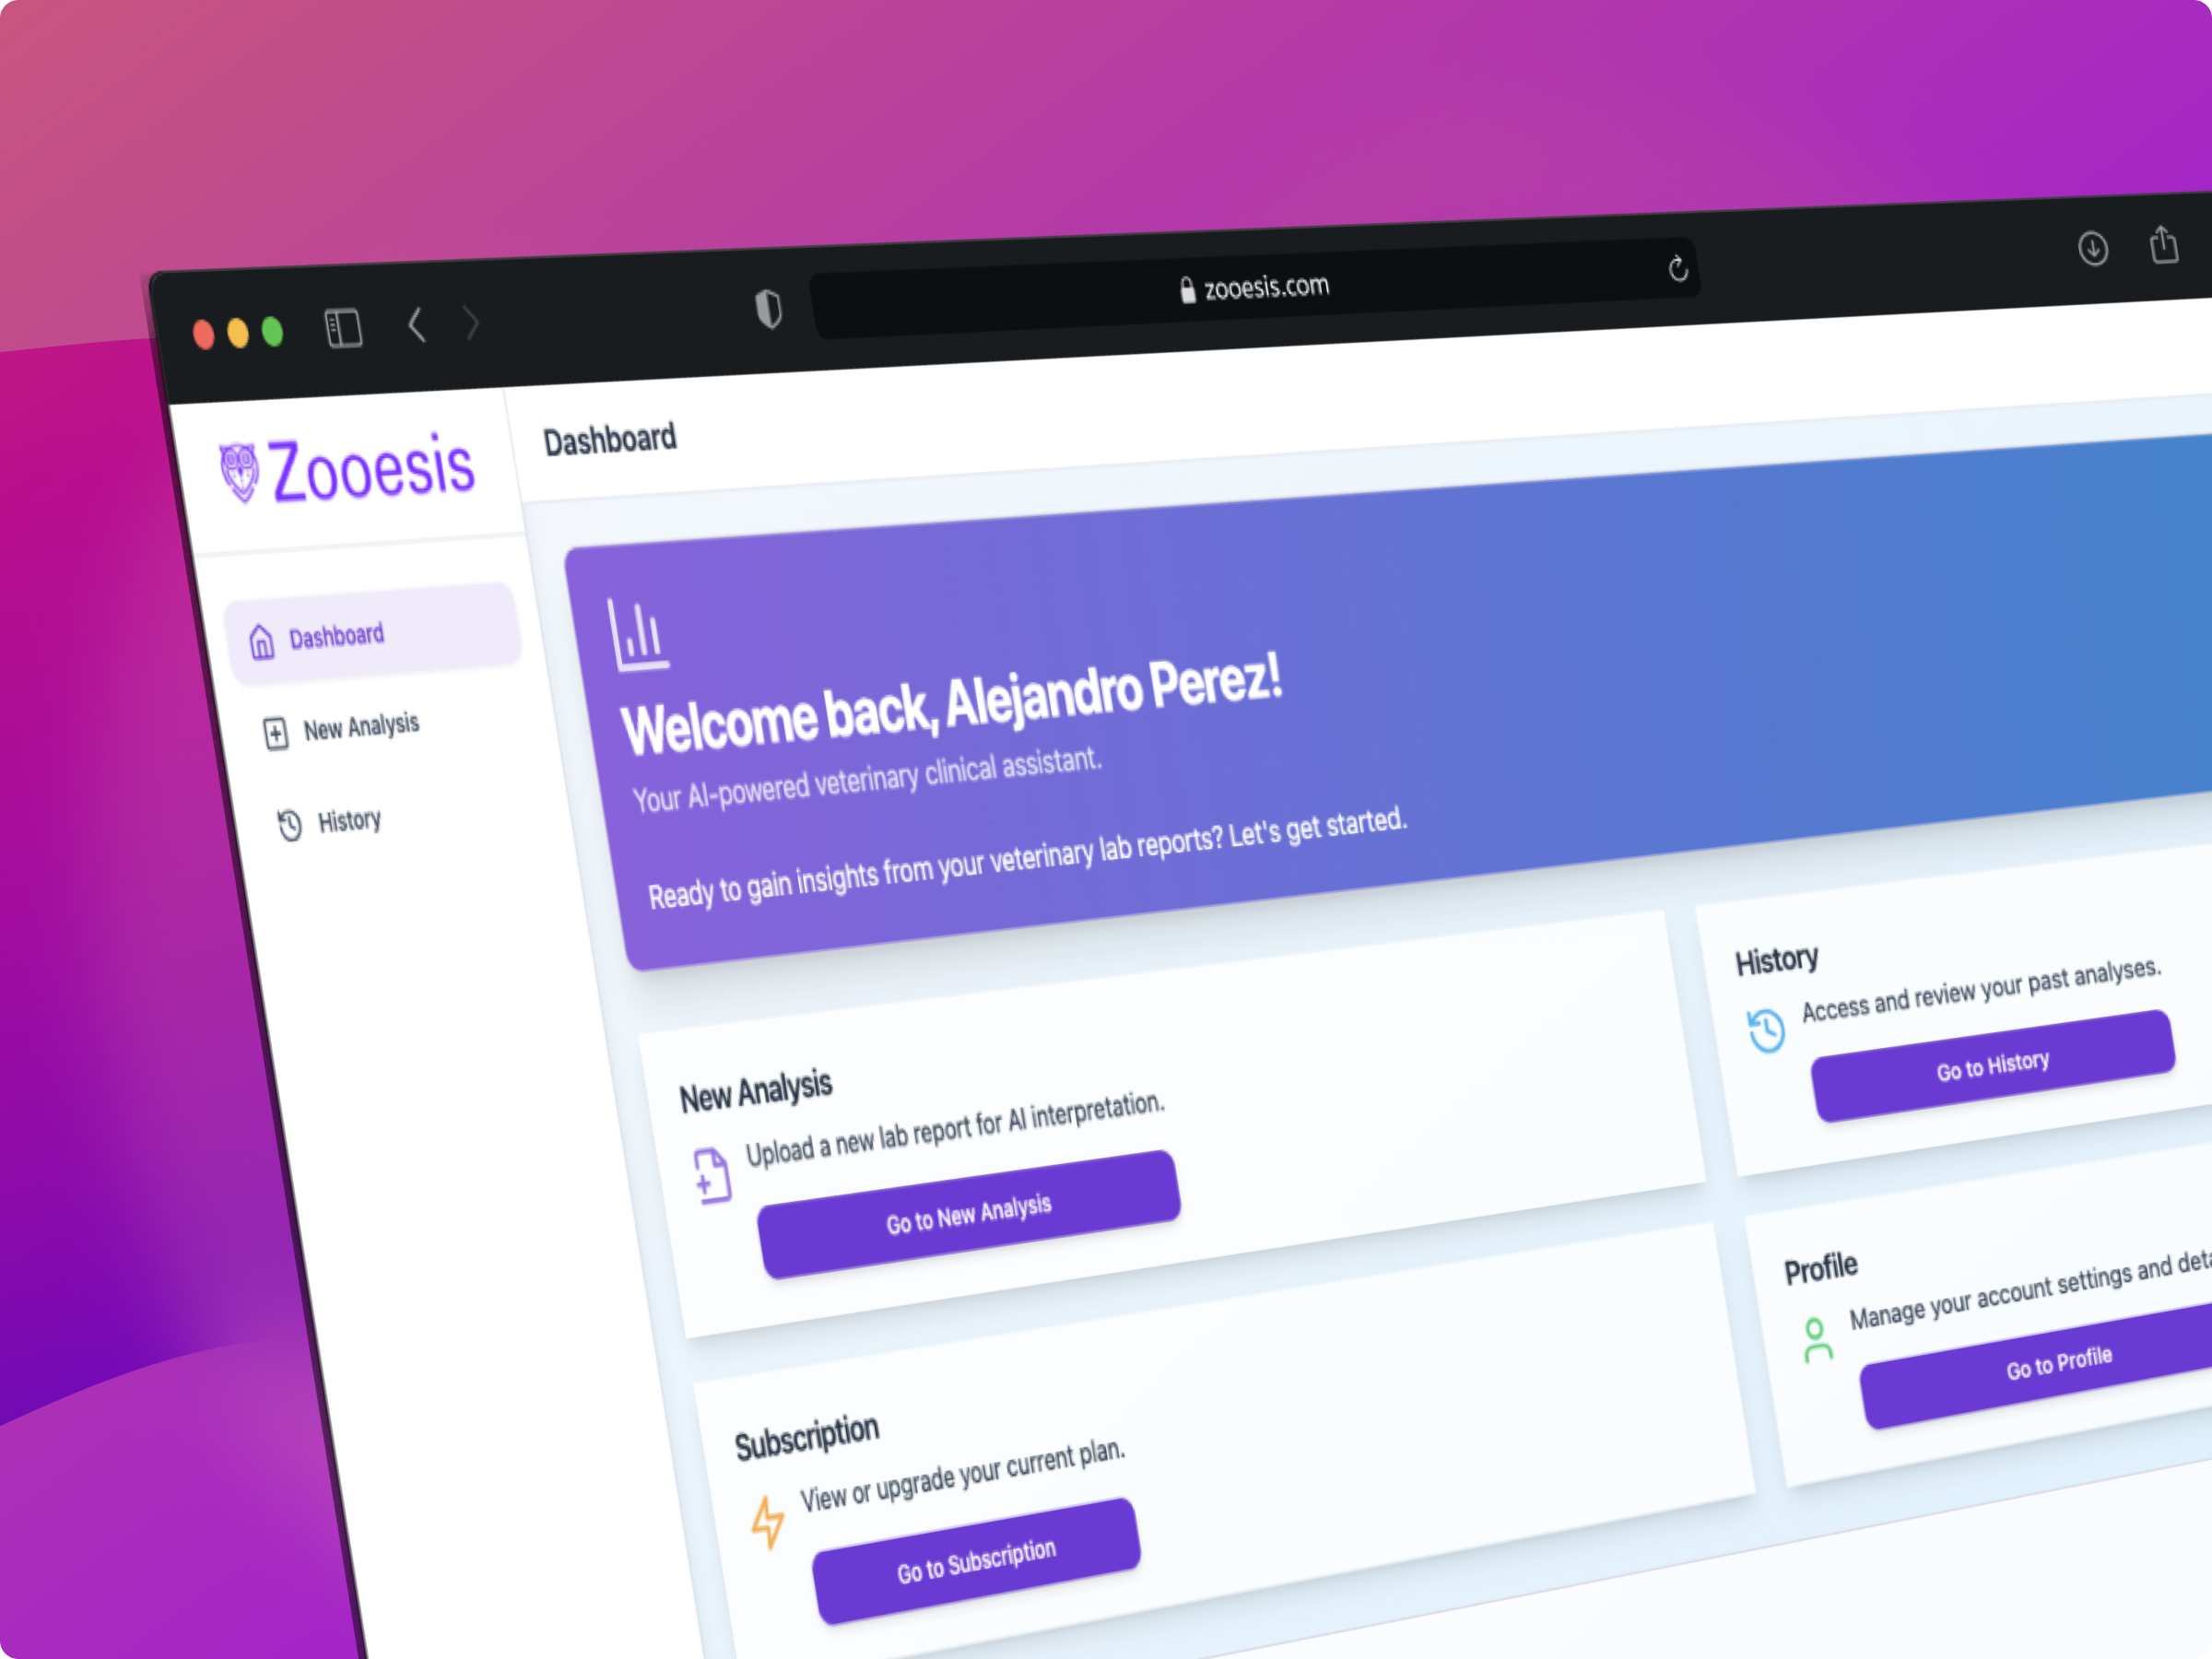 zooesis.com
Zooesis
Dashboard
Dashboard
New Analysis
History
Welcome back, Alejandro Perez!
Your AI-powered veterinary clinical assistant.
Ready to gain insights from your veterinary lab reports? Let's get started.
New Analysis
Upload a new lab report for AI interpretation.
Go to New Analysis
History
Access and review your past analyses.
Go to History
Subscription
View or upgrade your current plan.
Go to Subscription
Profile
Manage your account settings and
Go to Profile